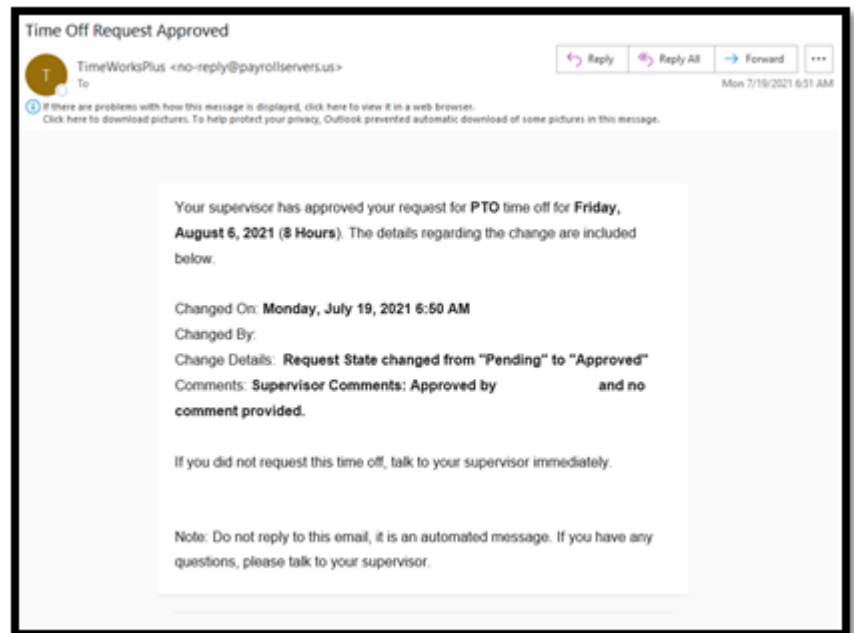 Time Off Request Approved
T
TimeWorksPlus <no-reply@payrollservers.us>
To
Reply
Reply All
Forward
...
Mon 7/19/2021 6:51 AM
If there are problems with how this message is displayed, click here to view it in a web browser.
Click here to download pictures. To help protect your privacy, Outlook prevented automatic download of some pictures in this message.
Your supervisor has approved your request for PTO time off for Friday,
August 6, 2021 (8 Hours). The details regarding the change are included
below.
Changed On: Monday, July 19, 2021 6:50 AM
Changed By:
Change Details: Request State changed from "Pending" to "Approved"
Comments: Supervisor Comments: Approved by and no
comment provided.
If you did not request this time off, talk to your supervisor immediately.
Note: Do not reply to this email, it is an automated message. If you have any
questions, please talk to your supervisor.